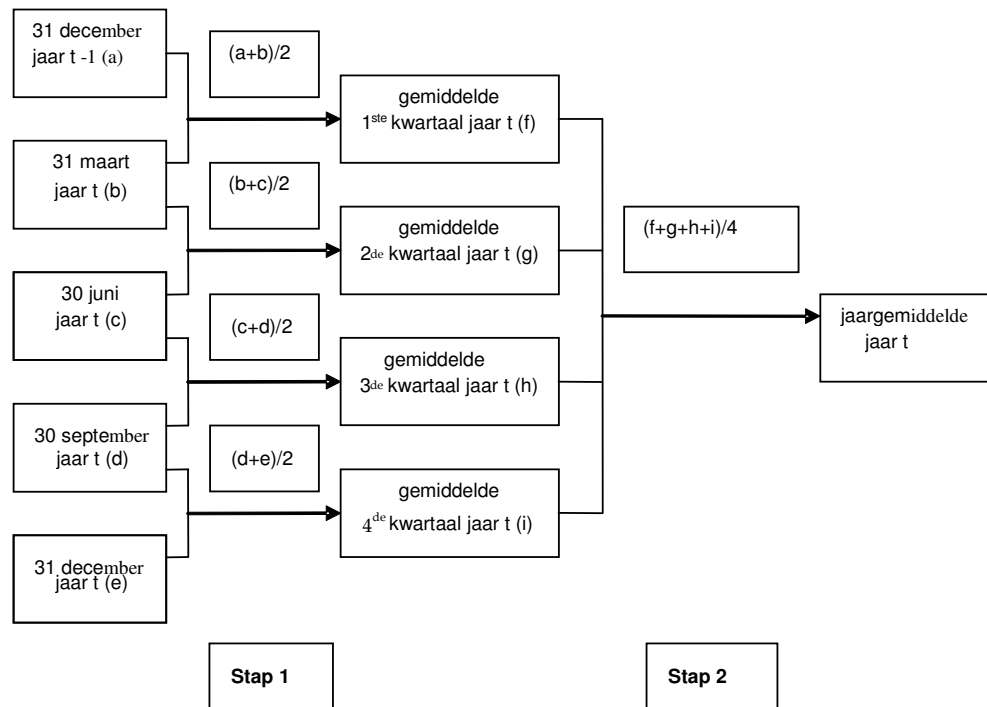 31 december
jaar t -1 (a)
(a+b)/2
gemiddelde
1ste kwartaal jaar t (f)
31 maart
jaar t (b)
(b+c)/2
gemiddelde
2de kwartaal jaar t (g)
(f+g+h+i)/4
30 juni
jaar t (c)
(c+d)/2
jaargemiddelde
jaar t
gemiddelde
3de kwartaal jaar t (h)
30 september
jaar t (d)
(d+e)/2
gemiddelde
4de kwartaal jaar t (i)
31 december
jaar t (e)
Stap 1
Stap 2